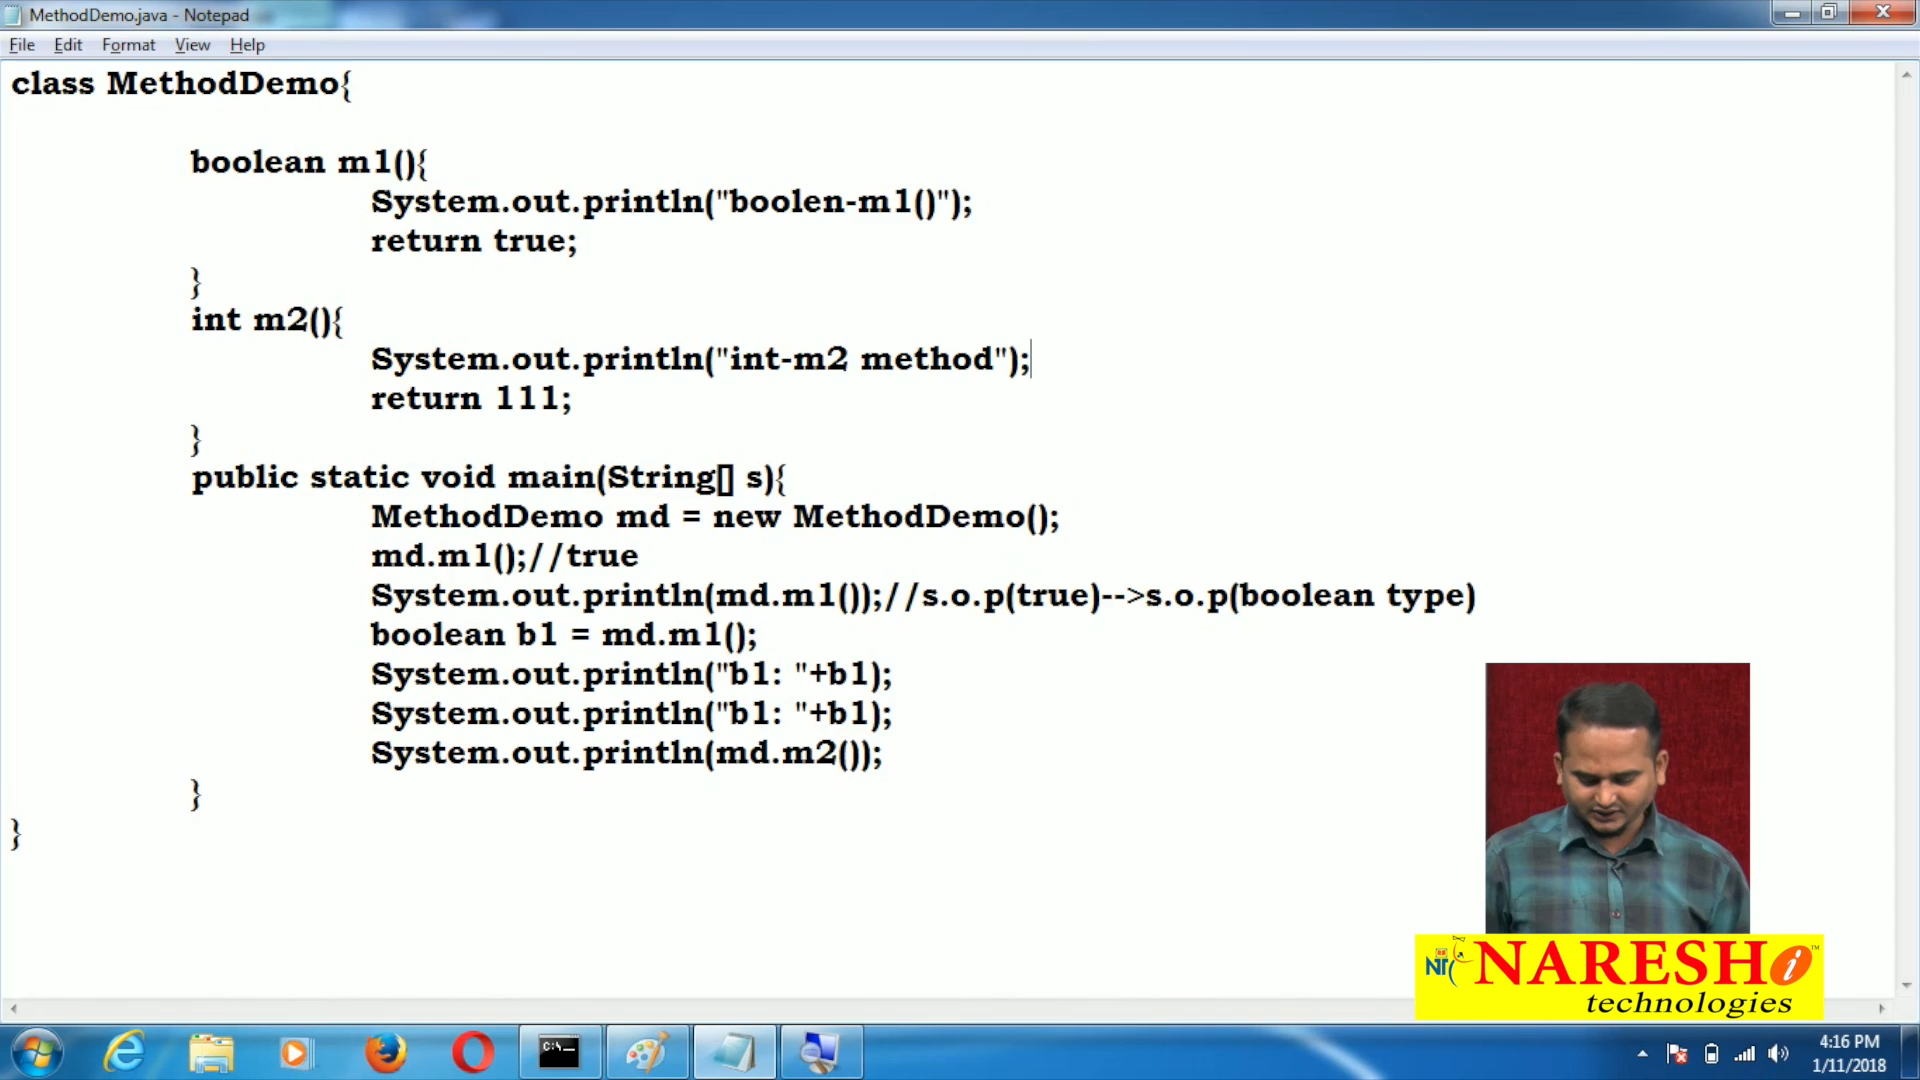 MethodDemo.java - Notepad
File Edit Format View Help
class MethodDemo{
boolean m1(){
System.out.println("boolen-m1()");
return true;
}
int m2(){
System.out.println("int-m2 method");
return 111;
}
public static void main(String[] s){
MethodDemo md = new MethodDemo();
md.m1();//true
System.out.println(md.m1());//s.o.p(true)-->s.o.p(boolean type)
boolean b1 = md.m1();
System.out.println("b1: "+b1);
System.out.println("b1: "+b1);
System.out.println(md.m2());
}
}
NARESH i ™
technologies
C:\_
4:16 PM
1/11/2018